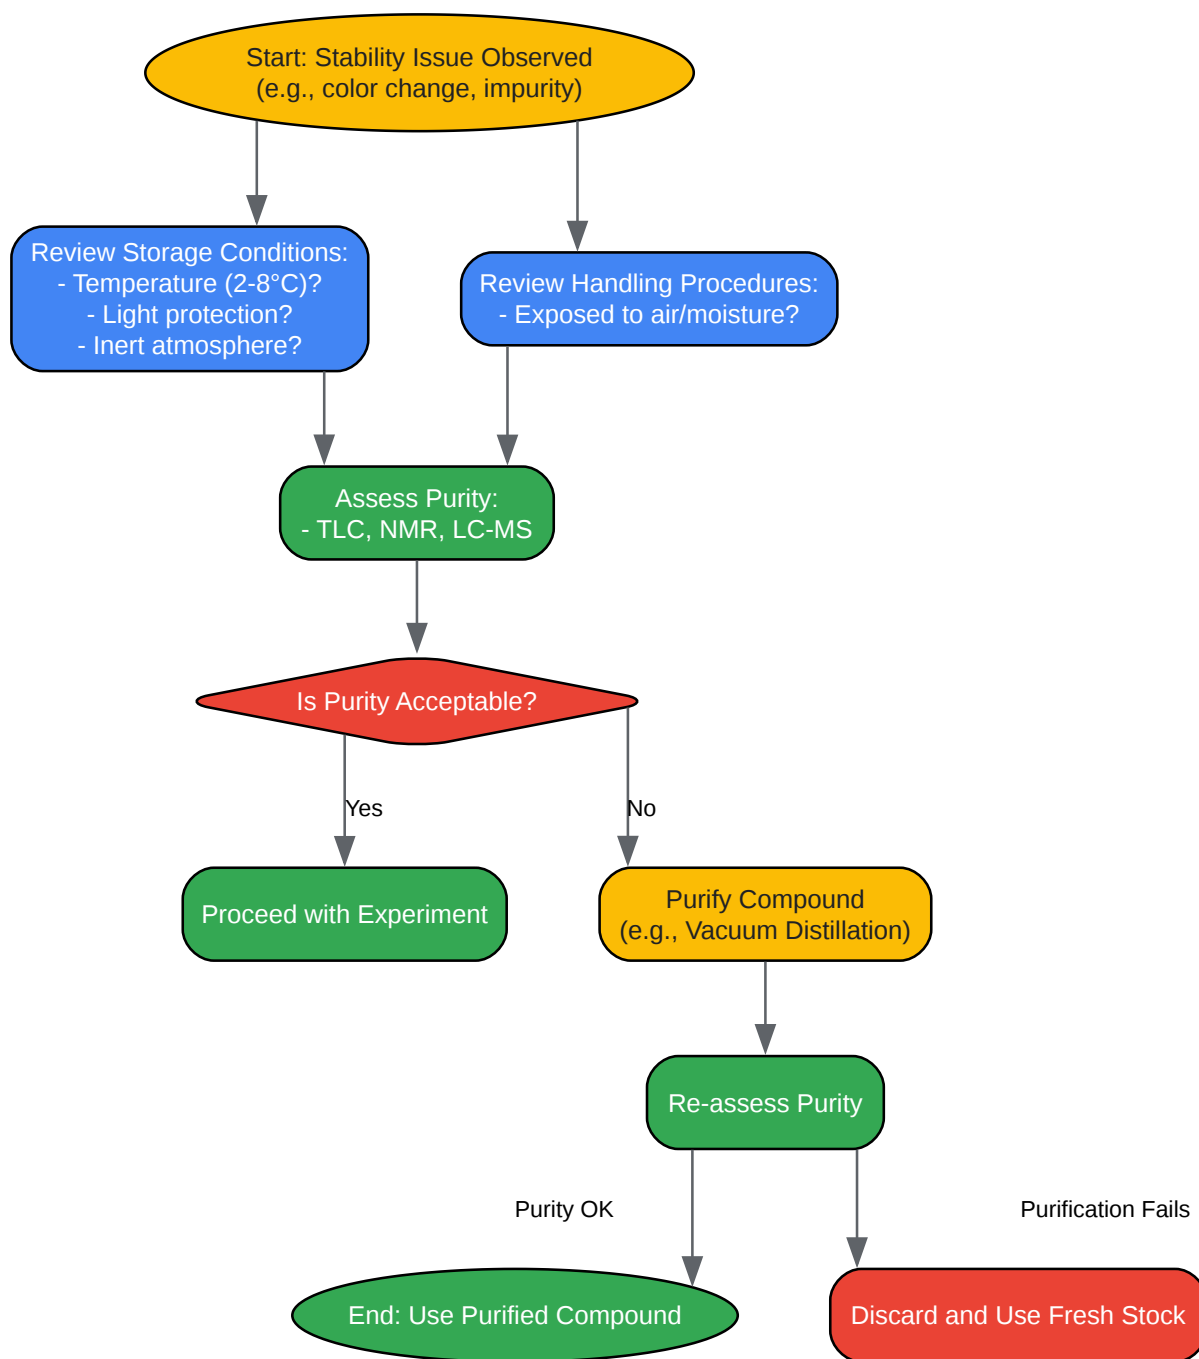 Start: Stability Issue Observed
(e.g., color change, impurity)
Review Storage Conditions:
- Temperature (2-8°C)?
- Light protection?
- Inert atmosphere?
Review Handling Procedures:
- Exposed to air/moisture?
Assess Purity:
- TLC, NMR, LC-MS
Is Purity Acceptable?
Yes
No
Proceed with Experiment
Purify Compound
(e.g., Vacuum Distillation)
Re-assess Purity
Purity OK
Purification Fails
End: Use Purified Compound
Discard and Use Fresh Stock